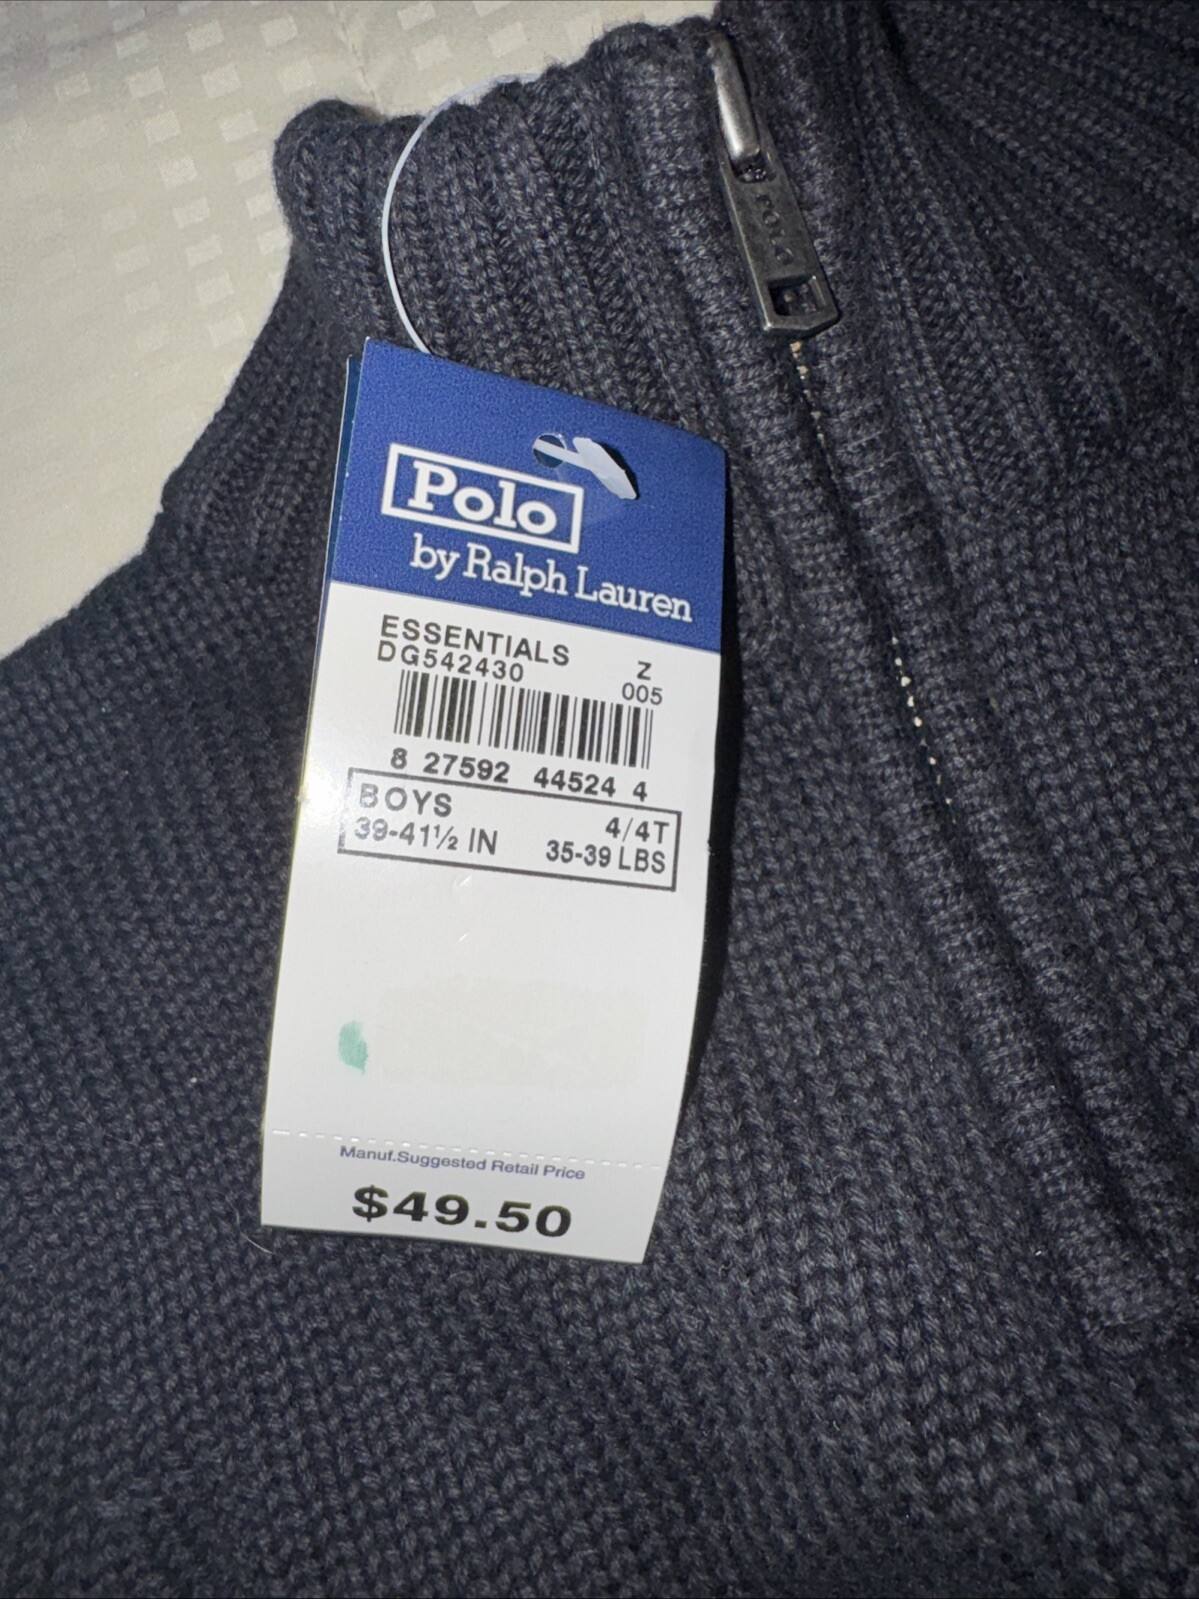 POLO
Polo
by Ralph Lauren
ESSENTIALS Z
DG542430 005
8 27592 44524 4
BOYS 4/4T
39-41½ IN 35-39 LBS
Manuf.Suggested Retail Price
$49.50